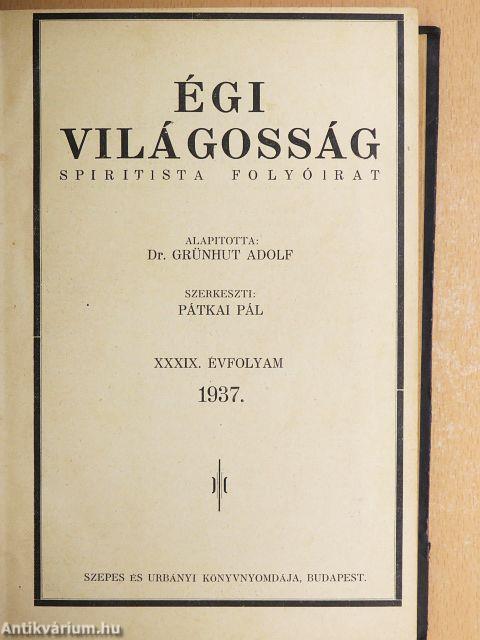 ÉGI
VILÁGOSSÁG
SPIRITISTA FOLYÓIRAT
ALAPITOTTA:
Dr. GRÜNHUT ADOLF
SZERKESZTI:
PÁTKAI PÁL
XXXIX. ÉVFOLYAM
1937.
SZEPES ÉS URBÁNYI KÖNYVNYOMDÁJA, BUDAPEST.
Antikvárium.hu